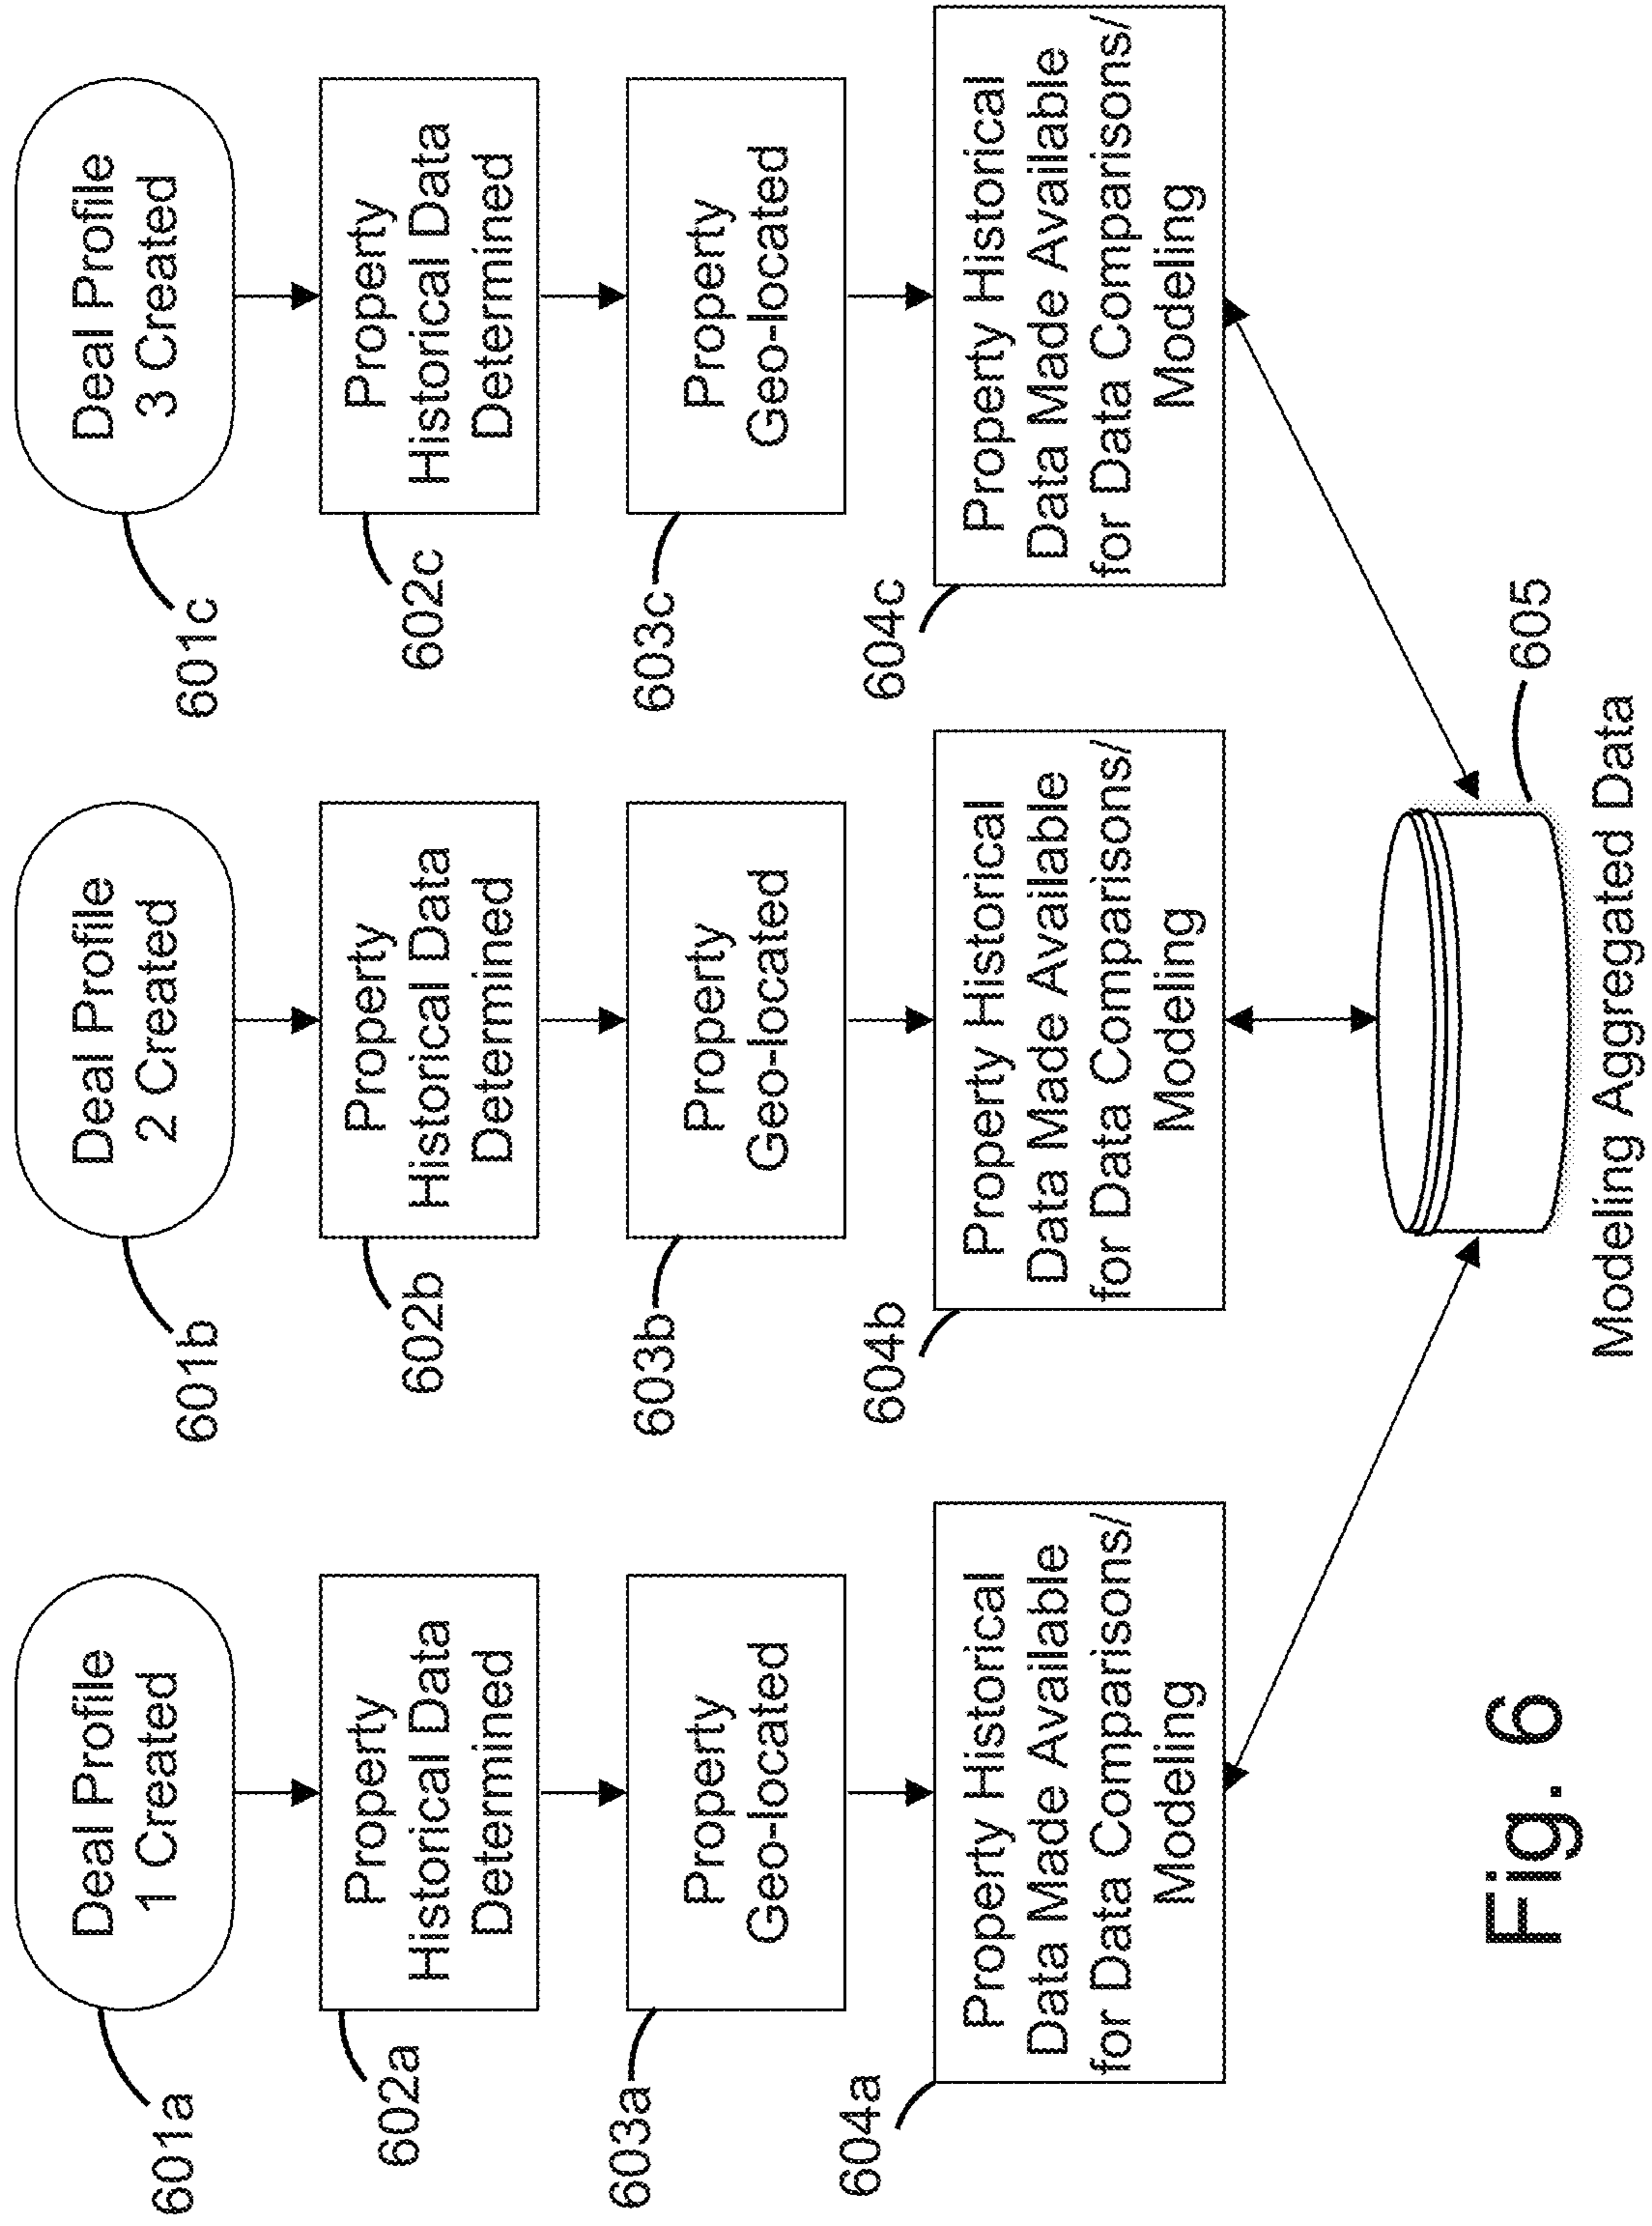 601a
Deal Profile
1 Created
602a
Property
Historical Data
Determined
603a
Property
Geo-located
604a
Property Historical
Data Made Available
for Data Comparisons/
Modeling
601b
Deal Profile
2 Created
602b
Property
Historical Data
Determined
603b
Property
Geo-located
604b
Property Historical
Data Made Available
for Data Comparisons/
Modeling
601c
Deal Profile
3 Created
602c
Property
Historical Data
Determined
603c
Property
Geo-located
604c
Property Historical
Data Made Available
for Data Comparisons/
Modeling
605
Modeling Aggregated Data
Fig. 6